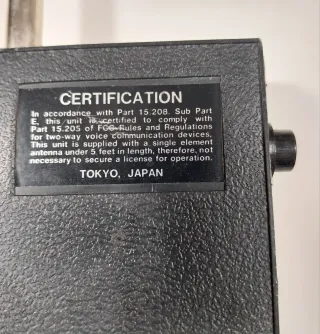 CERTIFICATION
In accordance with Part 15.208. Sub Part
E, this unit is certified to comply with
Part 15.205 of FCC Rules and Regulations
for two-way voice communication devices.
This unit is supplied with a single element
antenna under 5 feet in length, therefore, not
necessary to secure a license for operation.
TOKYO, JAPAN